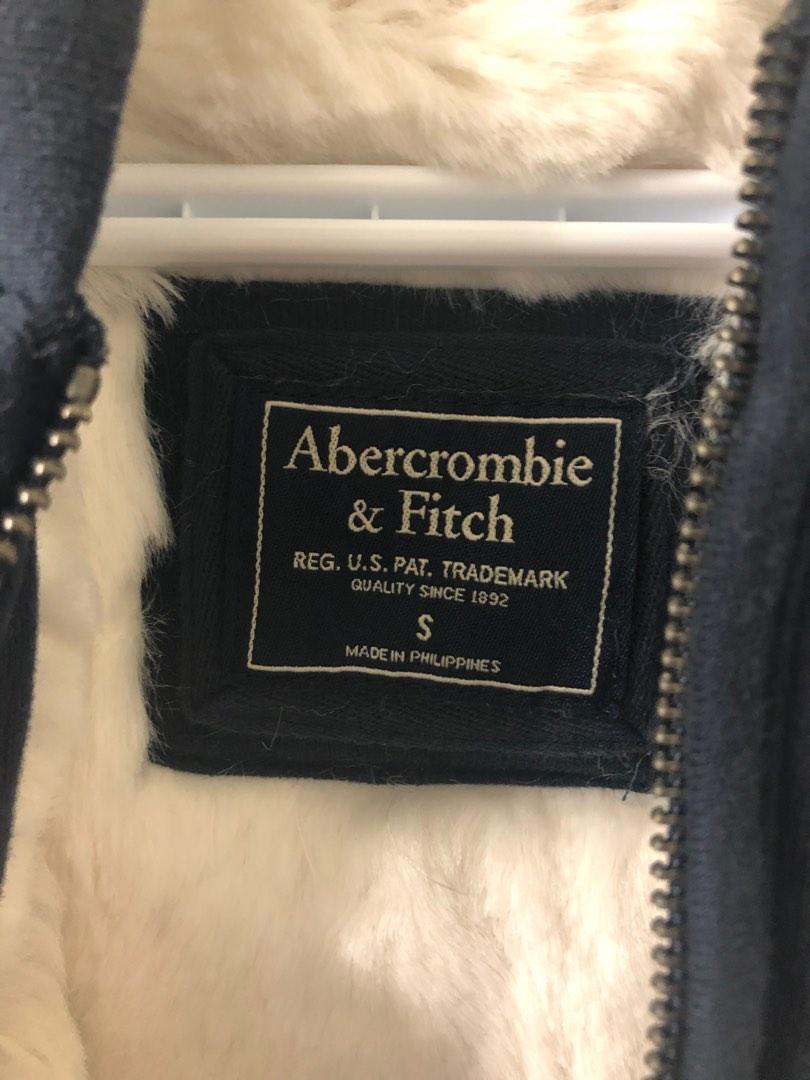 Abercrombie
& Fitch
REG. U.S. PAT. TRADEMARK
QUALITY SINCE 1892
S
MADE IN PHILIPPINES